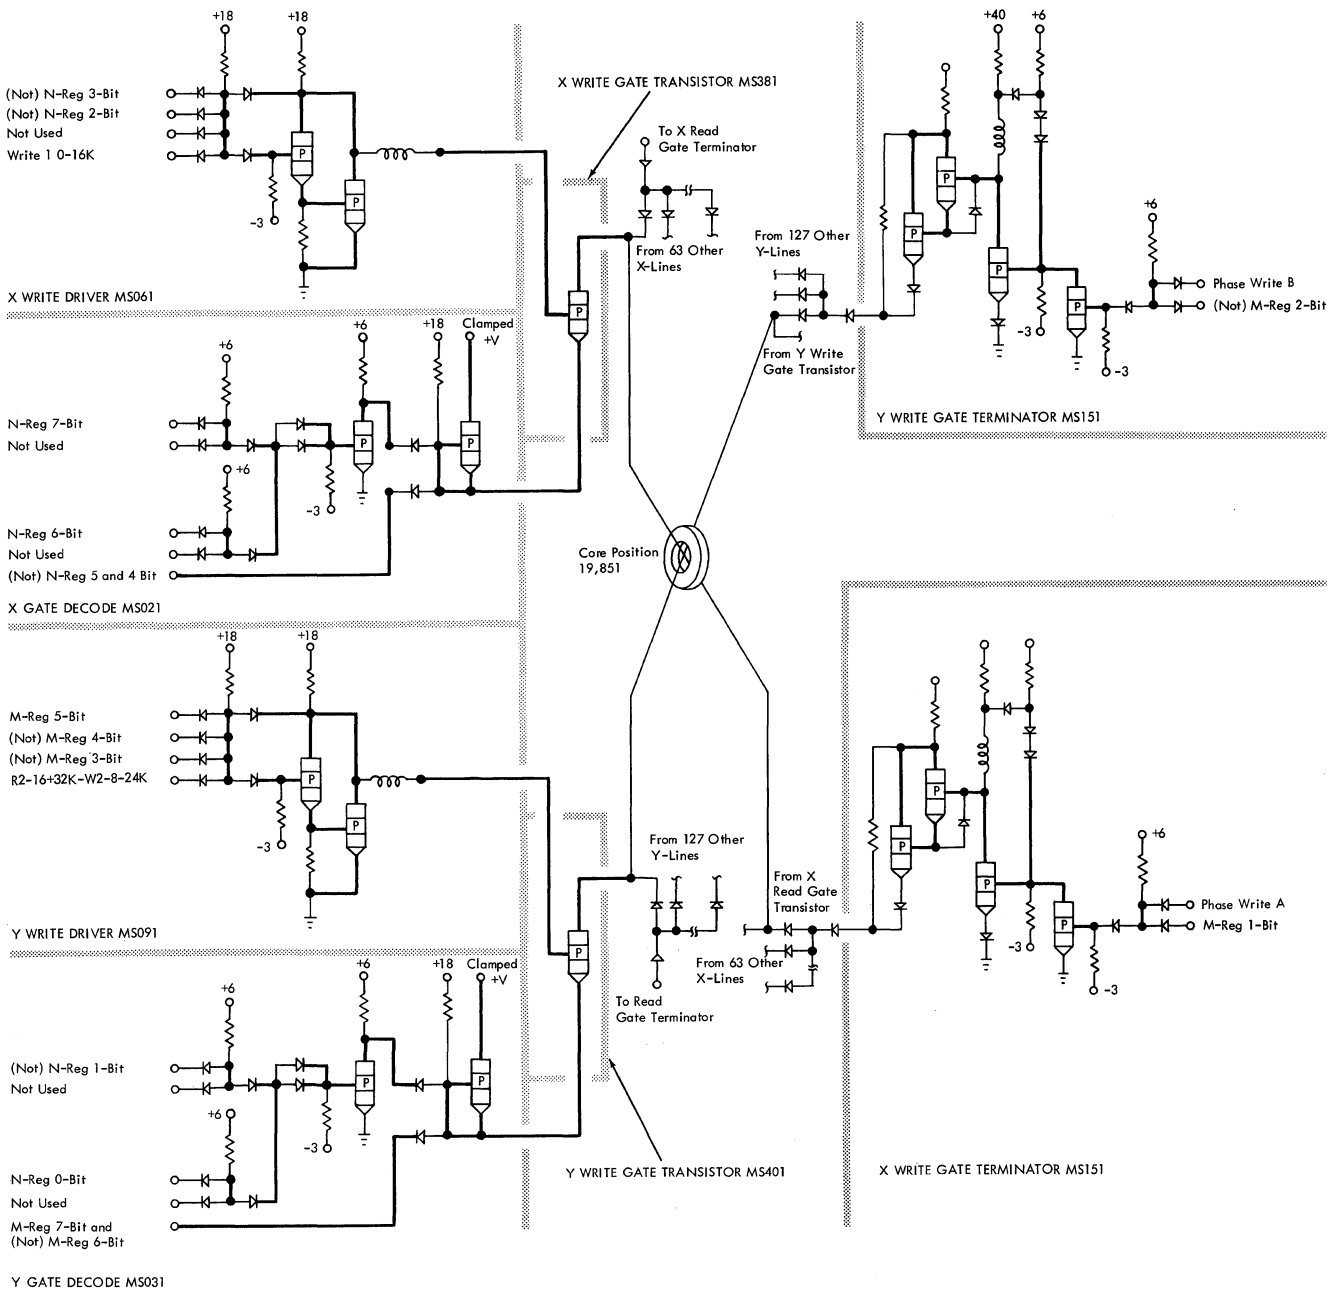 +18
+18
(Not) N-Reg 3-Bit
(Not) N-Reg 2-Bit
Not Used
Write 1 0-16K
P
P
-3
X WRITE DRIVER MS061
X WRITE GATE TRANSISTOR MS381
To X Read
Gate Terminator
From 63 Other
X-Lines
P
+6
+18
Clamped
+V
+6
N-Reg 7-Bit
Not Used
P
P
+6
-3
N-Reg 6-Bit
Not Used
(Not) N-Reg 5 and 4 Bit
X GATE DECODE MS021
+40
+6
P
P
P
P
-3
-3
+6
Phase Write B
(Not) M-Reg 2-Bit
From 127 Other
Y-Lines
From Y Write
Gate Transistor
Y WRITE GATE TERMINATOR MS151
Core Position
19,851
+18
+18
M-Reg 5-Bit
(Not) M-Reg 4-Bit
(Not) M-Reg 3-Bit
R2-16+32K-W2-8-24K
P
P
-3
Y WRITE DRIVER MS091
From 127 Other
Y-Lines
P
To Read
Gate Terminator
From X
Read Gate
Transistor
From 63 Other
X-Lines
P
P
P
P
-3
-3
+6
Phase Write A
M-Reg 1-Bit
X WRITE GATE TERMINATOR MS151
+6
+18
Clamped
+V
+6
(Not) N-Reg 1-Bit
Not Used
P
P
+6
-3
N-Reg 0-Bit
Not Used
M-Reg 7-Bit and
(Not) M-Reg 6-Bit
Y WRITE GATE TRANSISTOR MS401
Y GATE DECODE MS031